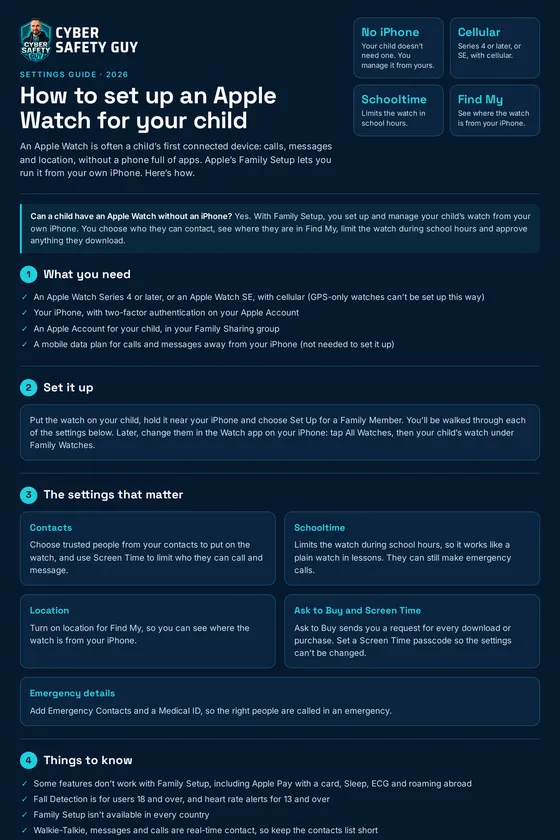 CYBER
SAFETY
GUY
CYBER
SAFETY GUY
SETTINGS GUIDE · 2026
How to set up an Apple
Watch for your child
An Apple Watch is often a child's first connected device: calls, messages
and location, without a phone full of apps. Apple's Family Setup lets you
run it from your own iPhone. Here's how.
No iPhone
Your child doesn't
need one. You
manage it from yours.
Cellular
Series 4 or later, or
SE, with cellular.
Schooltime
Limits the watch in
school hours.
Find My
See where the watch
is from your iPhone.
Can a child have an Apple Watch without an iPhone? Yes. With Family Setup, you set up and manage your child's watch from your
own iPhone. You choose who they can contact, see where they are in Find My, limit the watch during school hours and approve
anything they download.
1 What you need
✓ An Apple Watch Series 4 or later, or an Apple Watch SE, with cellular (GPS-only watches can't be set up this way)
✓ Your iPhone, with two-factor authentication on your Apple Account
✓ An Apple Account for your child, in your Family Sharing group
✓ A mobile data plan for calls and messages away from your iPhone (not needed to set it up)
2 Set it up
Put the watch on your child, hold it near your iPhone and choose Set Up for a Family Member. You'll be walked through each
of the settings below. Later, change them in the Watch app on your iPhone: tap All Watches, then your child's watch under
Family Watches.
3 The settings that matter
Contacts
Choose trusted people from your contacts to put on the
watch, and use Screen Time to limit who they can call and
message.
Schooltime
Limits the watch during school hours, so it works like a
plain watch in lessons. They can still make emergency
calls.
Location
Turn on location for Find My, so you can see where the
watch is from your iPhone.
Ask to Buy and Screen Time
Ask to Buy sends you a request for every download or
purchase. Set a Screen Time passcode so the settings
can't be changed.
Emergency details
Add Emergency Contacts and a Medical ID, so the right people are called in an emergency.
4 Things to know
✓ Some features don't work with Family Setup, including Apple Pay with a card, Sleep, ECG and roaming abroad
✓ Fall Detection is for users 18 and over, and heart rate alerts for 13 and over
✓ Family Setup isn't available in every country
✓ Walkie-Talkie, messages and calls are real-time contact, so keep the contacts list short